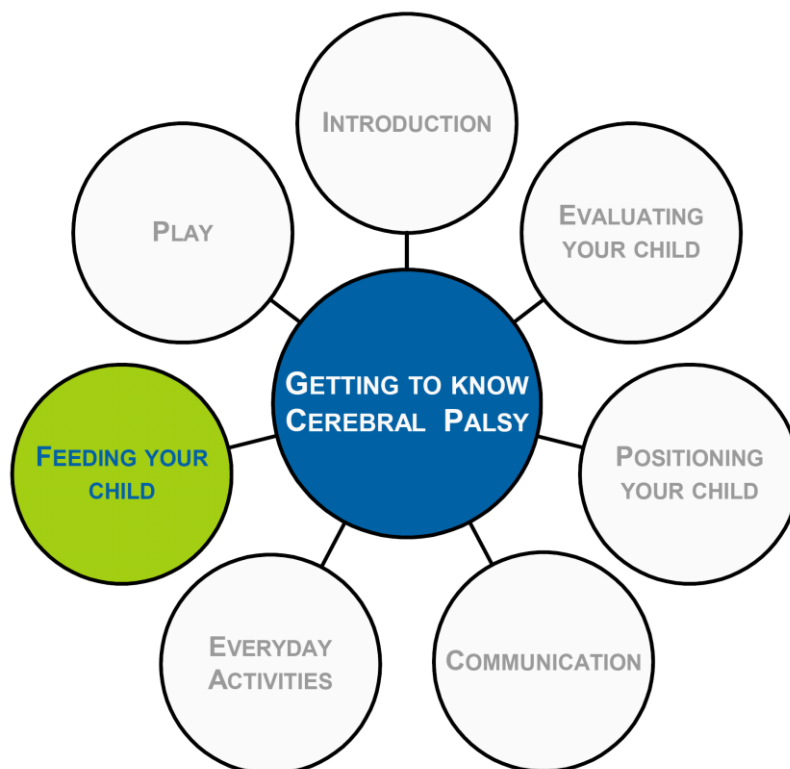 INTRODUCTION
EVALUATING
YOUR CHILD
POSITIONING
YOUR CHILD
COMMUNICATION
EVERYDAY
ACTIVITIES
FEEDING YOUR
CHILD
PLAY
GETTING TO KNOW
CEREBRAL PALSY